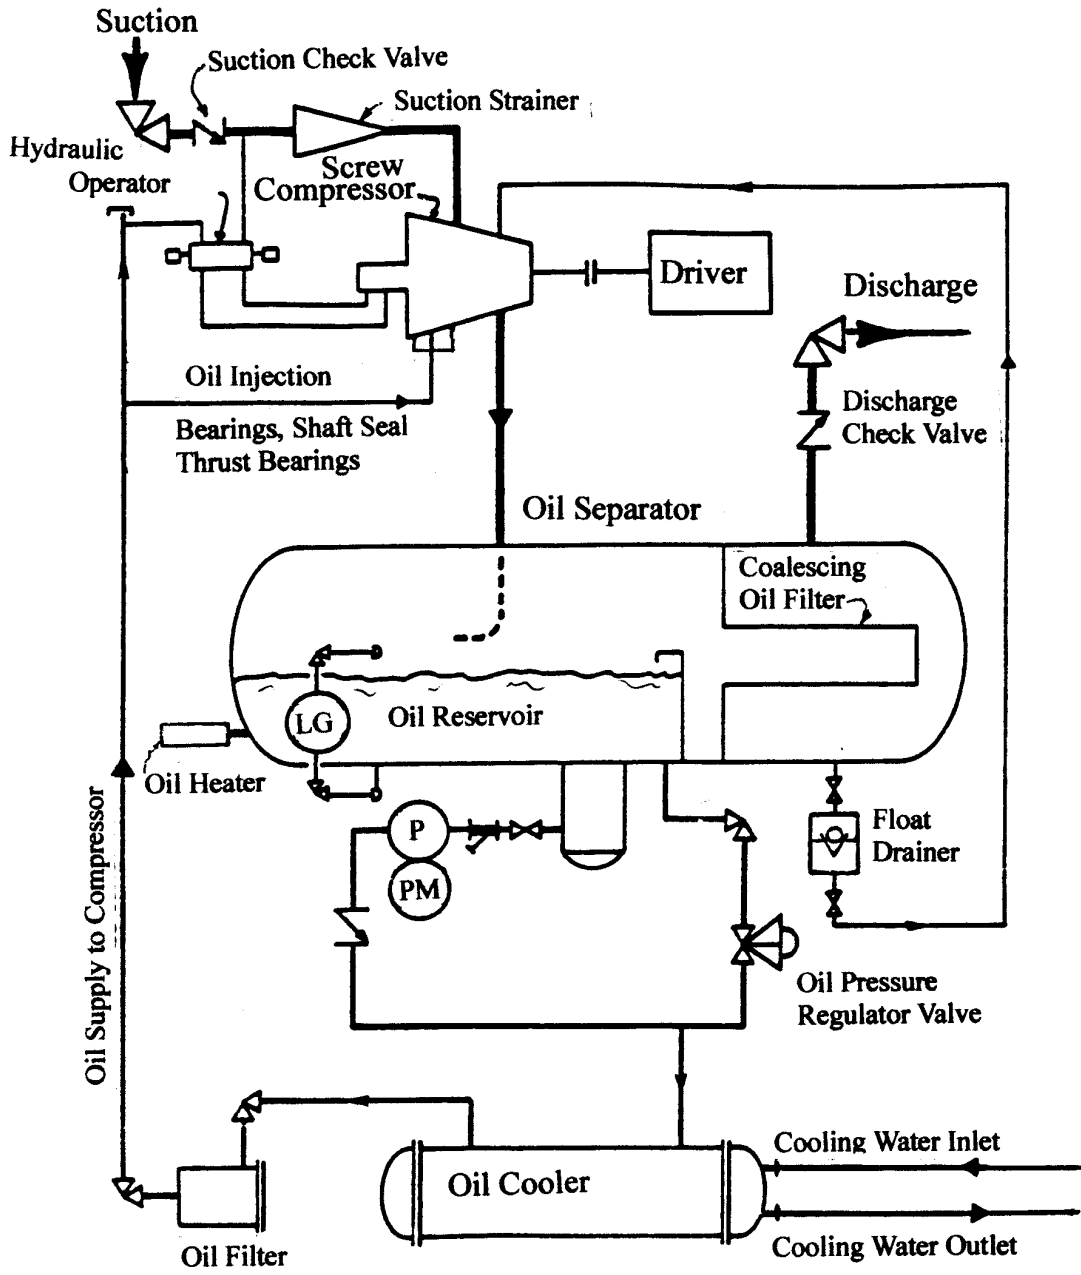 Suction
Suction Check Valve
Suction Strainer
Hydraulic
Operator
Screw
Compressor
Driver
Discharge
Oil Injection
Bearings, Shaft Seal
Thrust Bearings
Discharge
Check Valve
Oil Separator
Coalescing
Oil Filter
LG
Oil Reservoir
Oil Heater
P
PM
Float
Drainer
Oil Supply to Compressor
Oil Pressure
Regulator Valve
Cooling Water Inlet
Oil Cooler
Cooling Water Outlet
Oil Filter